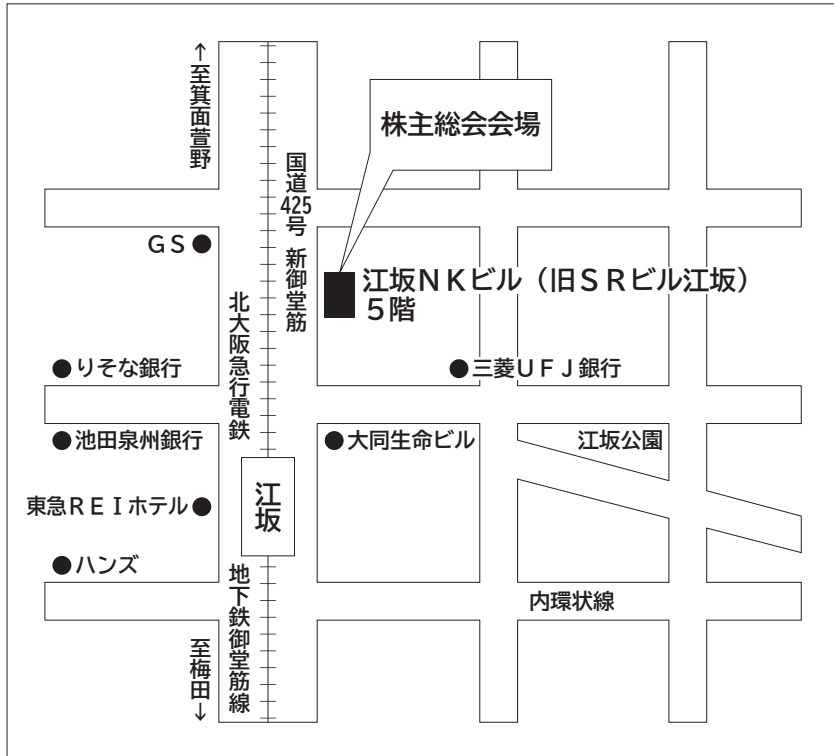 ↑至箕面萱野
国道425号 新御堂筋
株主総会会場
GS
江坂NKビル（旧SRビル江坂）
5階
北大阪急行電鉄
りそな銀行
三菱UFJ銀行
池田泉州銀行
大同生命ビル
江坂公園
東急REIホテル
江坂
ハンズ
地下鉄御堂筋線
内環状線
至梅田↓